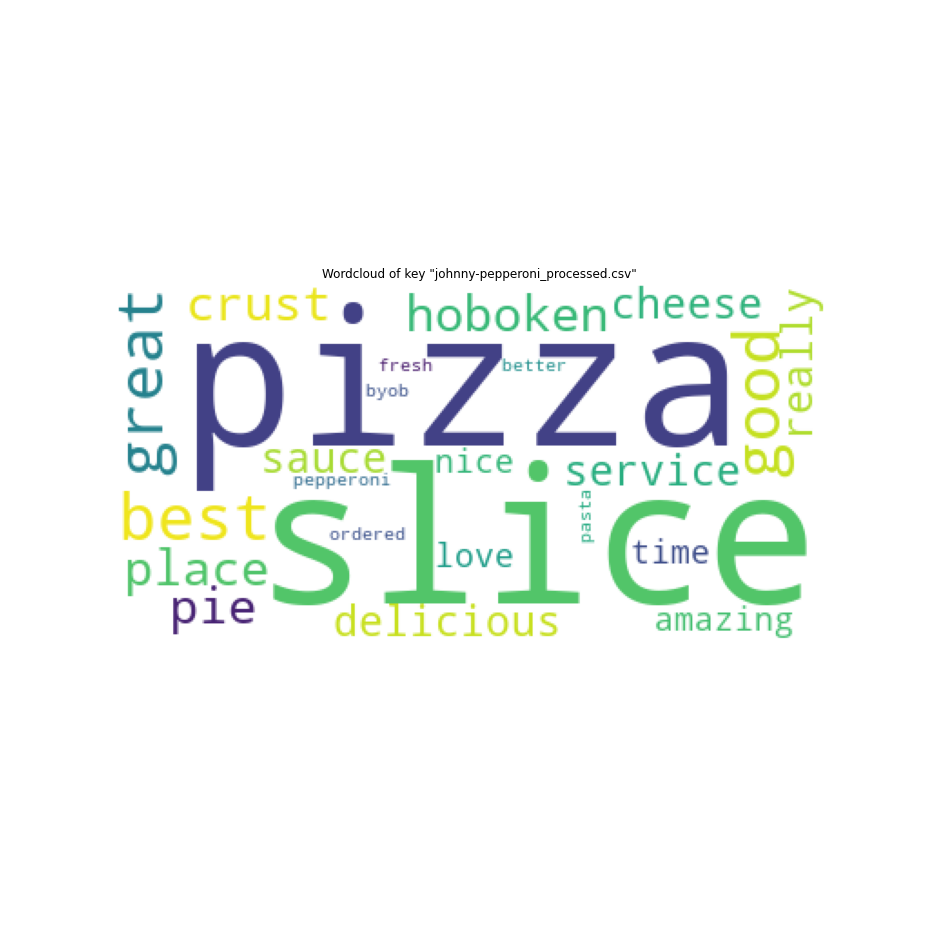 Wordcloud of key "johnny-pepperoni_processed.csv"
great
crust
hoboken
cheese
really
good
pizza
fresh
better
byob
sauce
nice
service
pepperoni
best
slice
pasta
ordered
love
time
place
pie
delicious
amazing